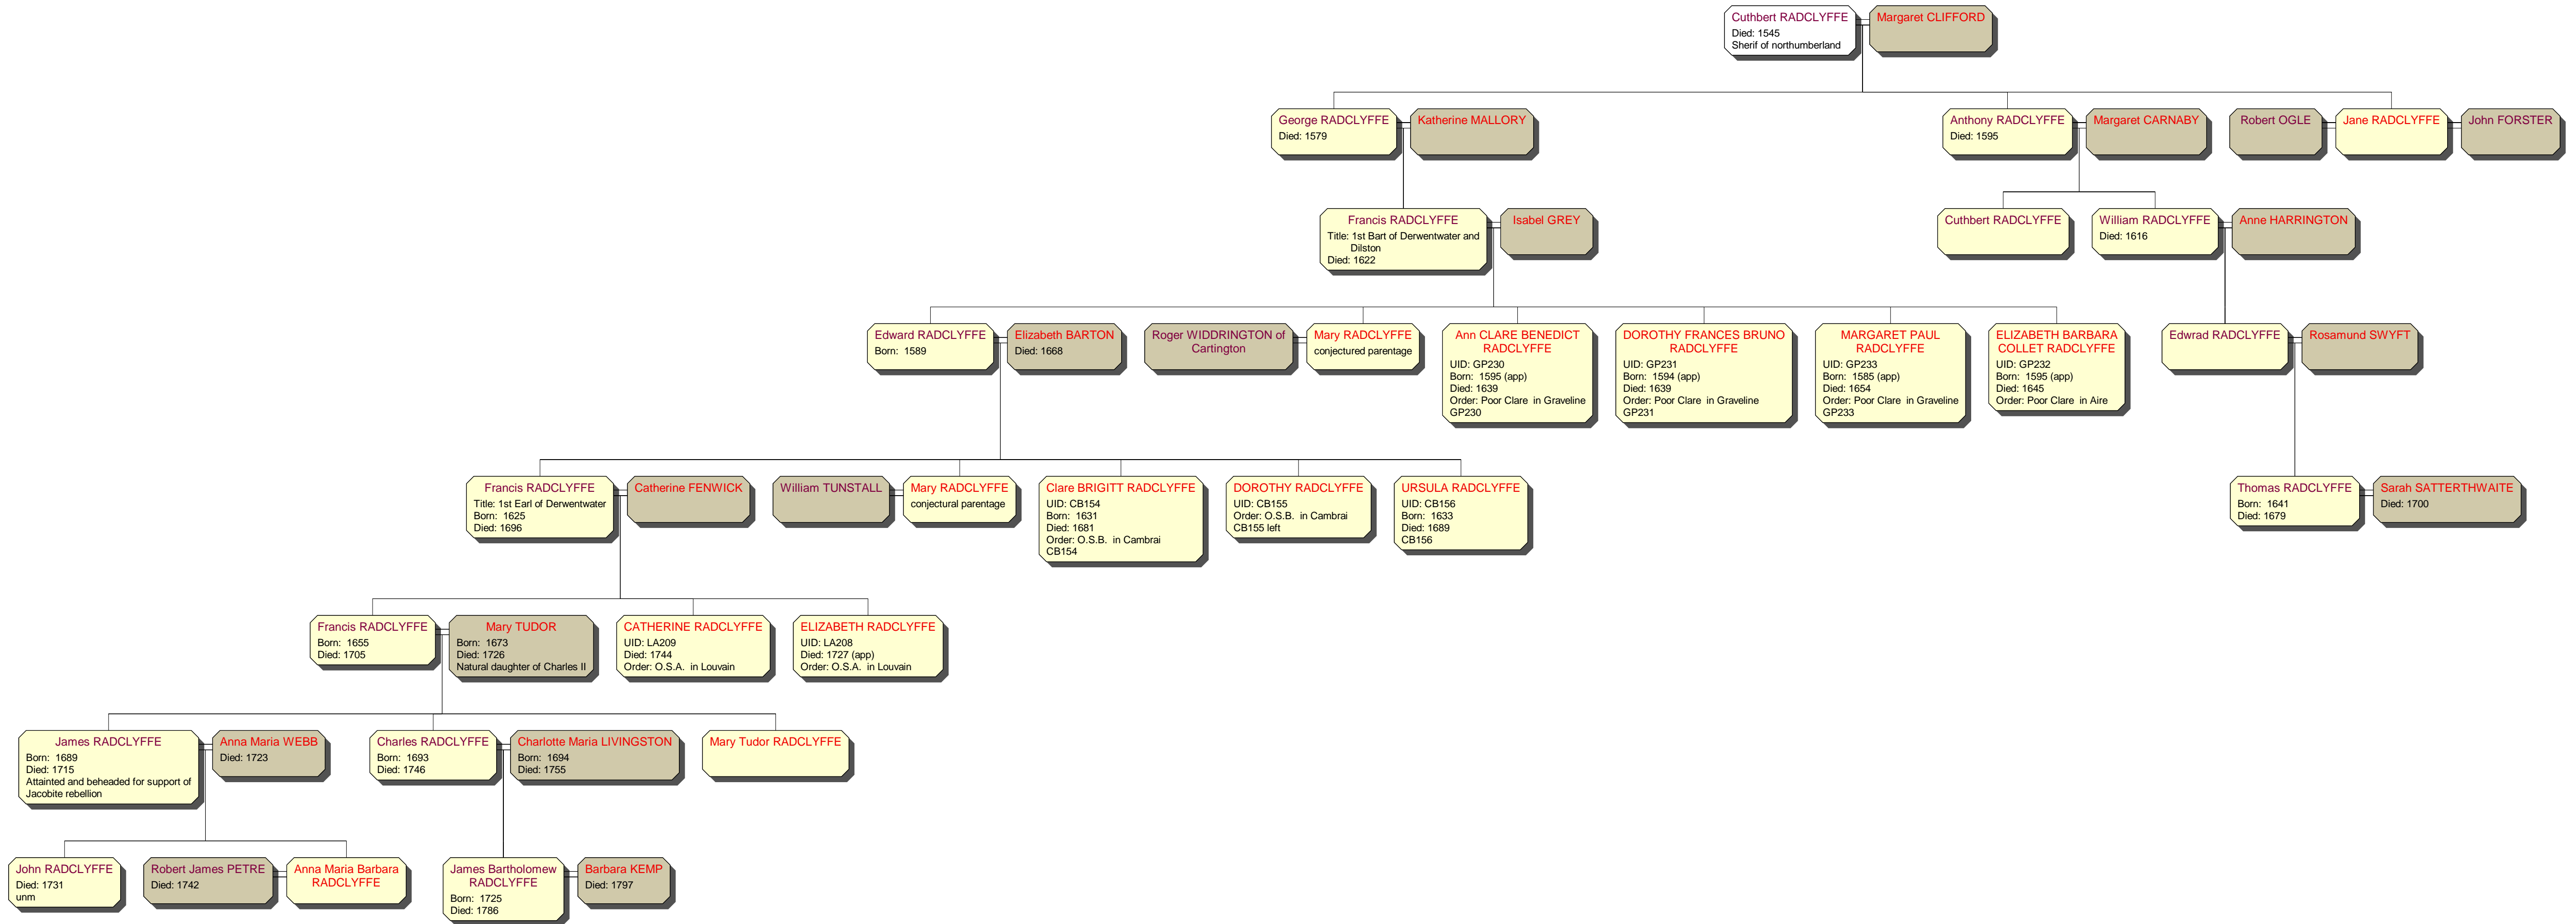 Cuthbert RADCLYFFE
Died: 1545
Sherif of northumberland
Margaret CLIFFORD
George RADCLYFFE
Died: 1579
Katherine MALLORY
Anthony RADCLYFFE
Died: 1595
Margaret CARNABY
Robert OGLE
Jane RADCLYFFE
John FORSTER
Francis RADCLYFFE
Title: 1st Bart of Derwentwater and
Dilston
Died: 1622
Isabel GREY
Cuthbert RADCLYFFE
William RADCLYFFE
Died: 1616
Anne HARRINGTON
Edward RADCLYFFE
Born: 1589
Elizabeth BARTON
Died: 1668
Roger WIDDRINGTON of
Cartington
Mary RADCLYFFE
conjectured parentage
Ann CLARE BENEDICT
RADCLYFFE
UID: GP230
Born: 1595 (app)
Died: 1639
Order: Poor Clare in Graveline
GP230
DOROTHY FRANCES BRUNO
RADCLYFFE
UID: GP231
Born: 1594 (app)
Died: 1639
Order: Poor Clare in Graveline
GP231
MARGARET PAUL
RADCLYFFE
UID: GP233
Born: 1585 (app)
Died: 1654
Order: Poor Clare in Graveline
GP233
ELIZABETH BARBARA
COLLET RADCLYFFE
UID: GP232
Born: 1595 (app)
Died: 1645
Order: Poor Clare in Aire
Edwrad RADCLYFFE
Rosamund SWYFT
Francis RADCLYFFE
Title: 1st Earl of Derwentwater
Born: 1625
Died: 1696
Catherine FENWICK
William TUNSTALL
Mary RADCLYFFE
conjectural parentage
Clare BRIGITT RADCLYFFE
UID: CB154
Born: 1631
Died: 1681
Order: O.S.B. in Cambrai
CB154
DOROTHY RADCLYFFE
UID: CB155
Order: O.S.B. in Cambrai
CB155 left
URSULA RADCLYFFE
UID: CB156
Born: 1633
Died: 1689
CB156
Thomas RADCLYFFE
Born: 1641
Died: 1679
Sarah SATTERTHWAITE
Died: 1700
Francis RADCLYFFE
Born: 1655
Died: 1705
Mary TUDOR
Born: 1673
Died: 1726
Natural daughter of Charles II
CATHERINE RADCLYFFE
UID: LA209
Died: 1744
Order: O.S.A. in Louvain
ELIZABETH RADCLYFFE
UID: LA208
Died: 1727 (app)
Order: O.S.A. in Louvain
James RADCLYFFE
Born: 1689
Died: 1715
Attainted and beheaded for support of
Jacobite rebellion
Anna Maria WEBB
Died: 1723
Charles RADCLYFFE
Born: 1693
Died: 1746
Charlotte Maria LIVINGSTON
Born: 1694
Died: 1755
Mary Tudor RADCLYFFE
John RADCLYFFE
Died: 1731
unm
Robert James PETRE
Died: 1742
Anna Maria Barbara
RADCLYFFE
James Bartholomew
RADCLYFFE
Born: 1725
Died: 1786
Barbara KEMP
Died: 1797